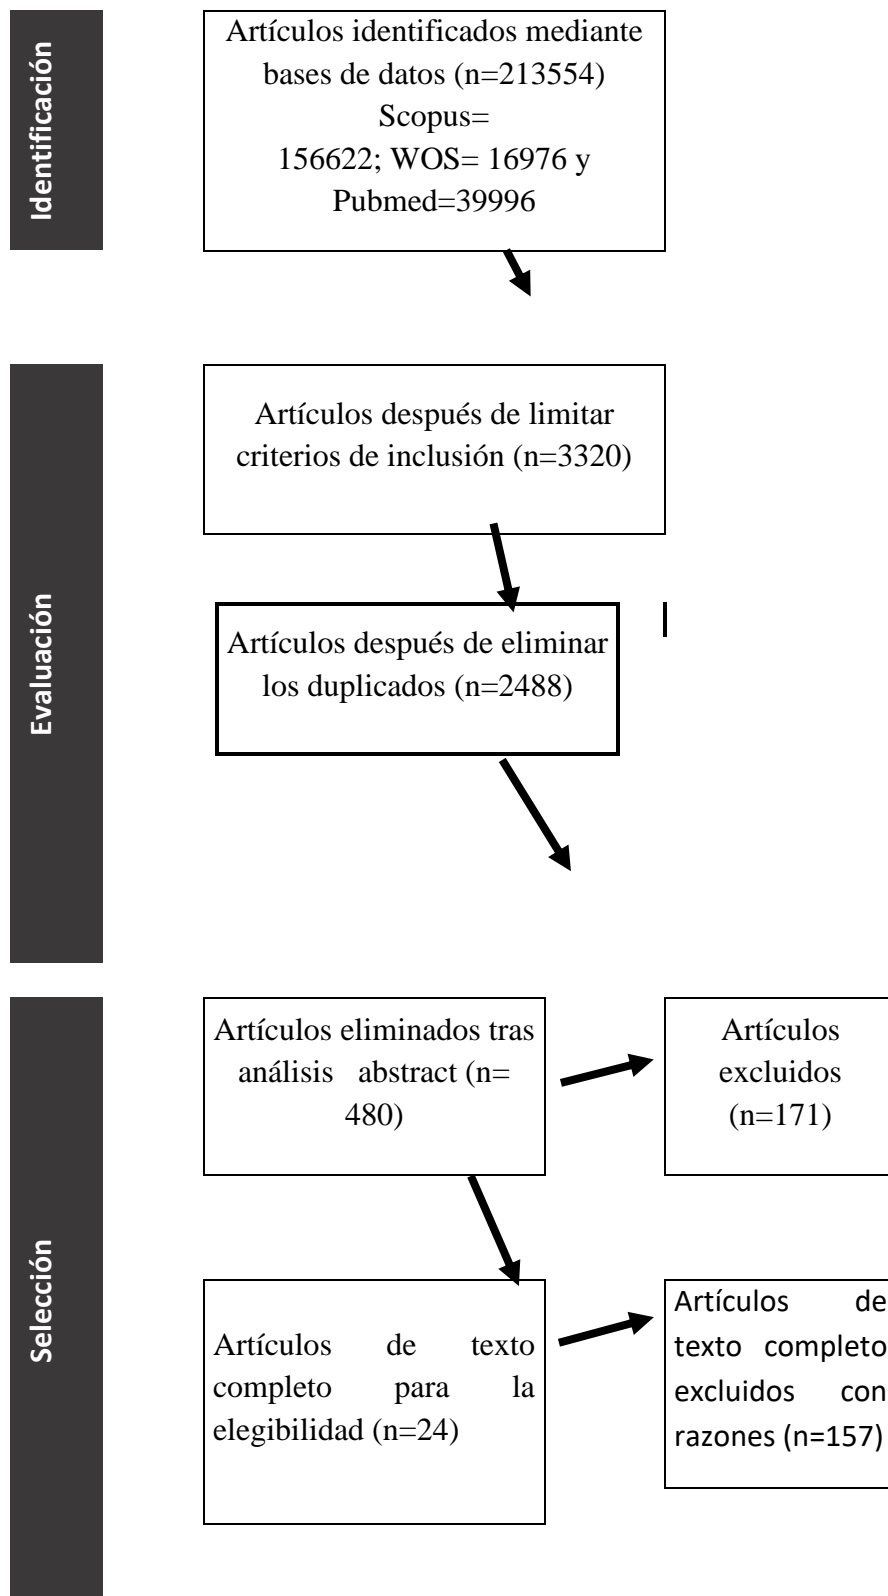 Identificación
Artículos identificados mediante
bases de datos (n=213554)
Scopus=
156622; WOS= 16976 y
Pubmed=39996
Evaluación
Artículos después de limitar
criterios de inclusión (n=3320)
Artículos después de eliminar
los duplicados (n=2488)
Selección
Artículos eliminados tras
análisis abstract (n=
480)
Artículos
excluidos
(n=171)
Artículos de texto
completo para la
elegibilidad (n=24)
Artículos de
texto completo
excluidos con
razones (n=157)